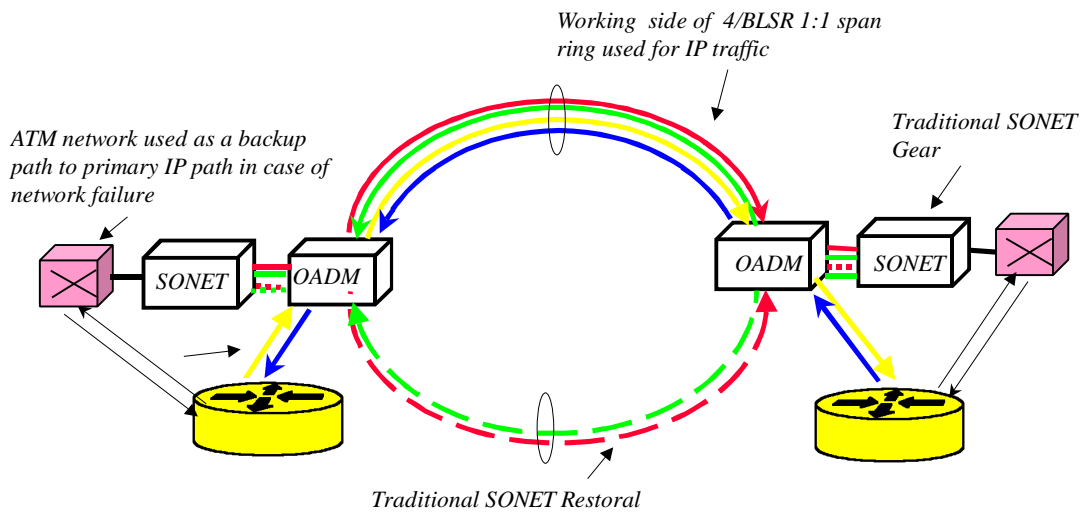 Working side of 4/BLSR 1:1 span
ring used for IP traffic
ATM network used as a backup
path to primary IP path in case of
network failure
Traditional SONET
Gear
SONET
OADM
OADM
SONET
Traditional SONET Restoral